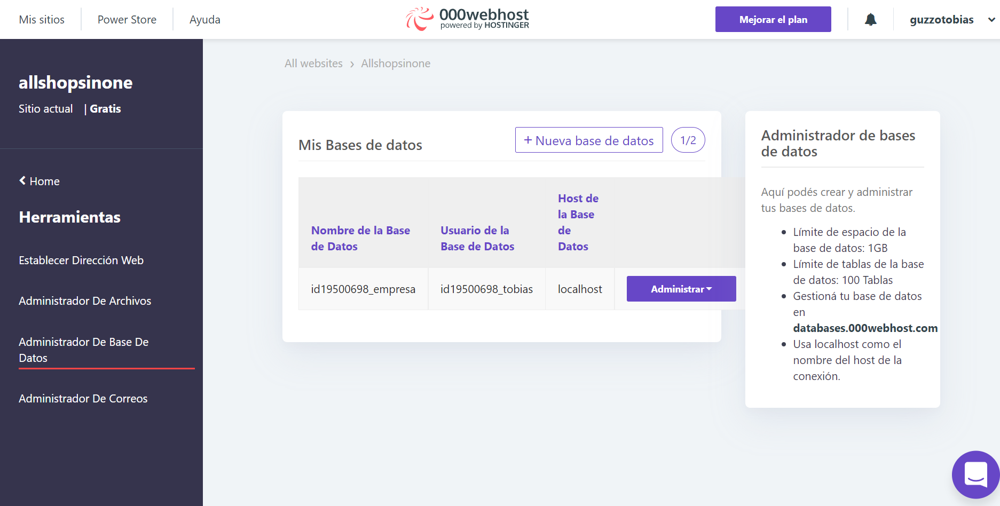 Mis sitios
Power Store
Ayuda
000webhost
powered by HOSTINGER
Mejorar el plan
guzzotobias
allshopsinone
Sitio actual | Gratis
Home
Herramientas
Establecer Dirección Web
Administrador De Archivos
Administrador De Base De
Datos
Administrador De Correos
All websites › Allshopsinone
Mis Bases de datos
+ Nueva base de datos
1/2
Nombre de la Base
de Datos
Usuario de la
Base de Datos
Host de
la Base
de
Datos
id19500698_empresa
id19500698_tobias
localhost
Administrar
Administrador de bases
de datos
Aquí podés crear y administrar
tus bases de datos.
Límite de espacio de la
base de datos: 1GB
Límite de tablas de la base
de datos: 100 Tablas
Gestioná tu base de datos
en
databases.000webhost.com
Usa localhost como el
nombre del host de la
conexión.